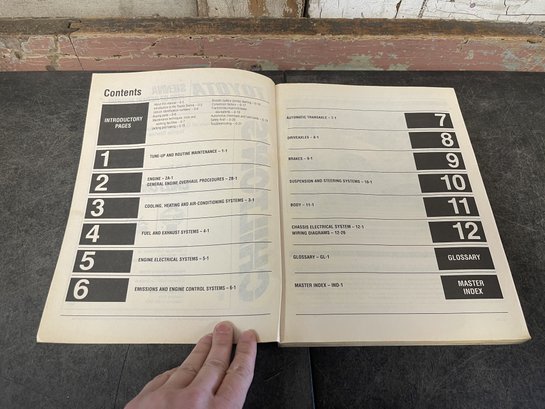 Contents
INTRODUCTORY
PAGES
1
TUNE-UP AND ROUTINE MAINTENANCE – 1-1
2
ENGINE – 2A-1
GENERAL ENGINE OVERHAUL PROCEDURES – 2B-1
3
COOLING, HEATING AND AIR-CONDITIONING SYSTEMS – 3-1
4
FUEL AND EXHAUST SYSTEMS – 4-1
5
ENGINE ELECTRICAL SYSTEMS – 5-1
6
EMISSIONS AND ENGINE CONTROL SYSTEMS – 6-1
AUTOMATIC TRANSAXLE – 7-1
7
DRIVEAXLES – 8-1
8
BRAKES – 9-1
9
SUSPENSION AND STEERING SYSTEMS – 10-1
10
BODY – 11-1
11
CHASSIS ELECTRICAL SYSTEM – 12-1
WIRING DIAGRAMS – 12-26
12
GLOSSARY – GL-1
GLOSSARY
MASTER INDEX – IND-1
MASTER
INDEX